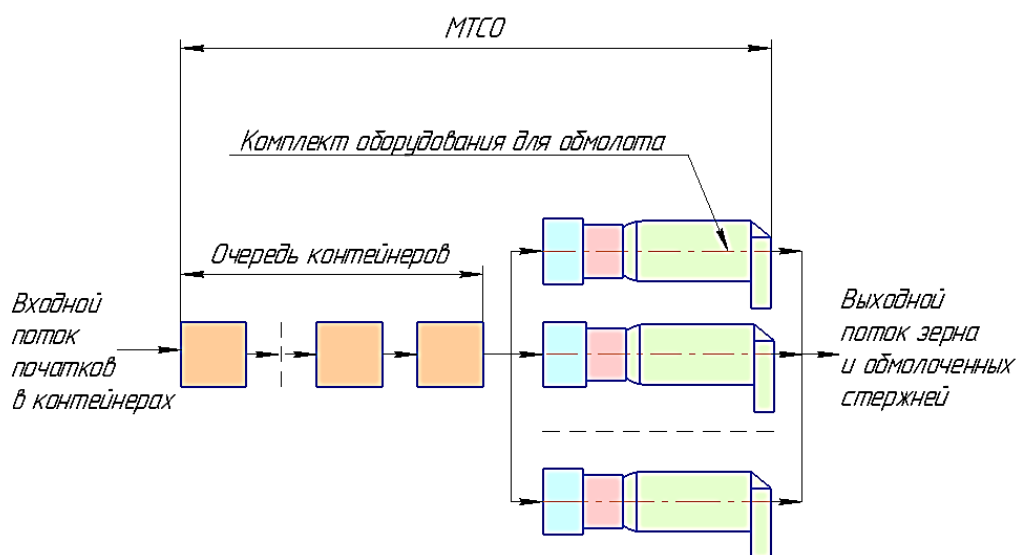 МТСО
Комплект оборудования для обмолота
Очередь контейнеров
Входной
поток
початков
в контейнерах
Выходной
поток зерна
и обмолоченных
стержней